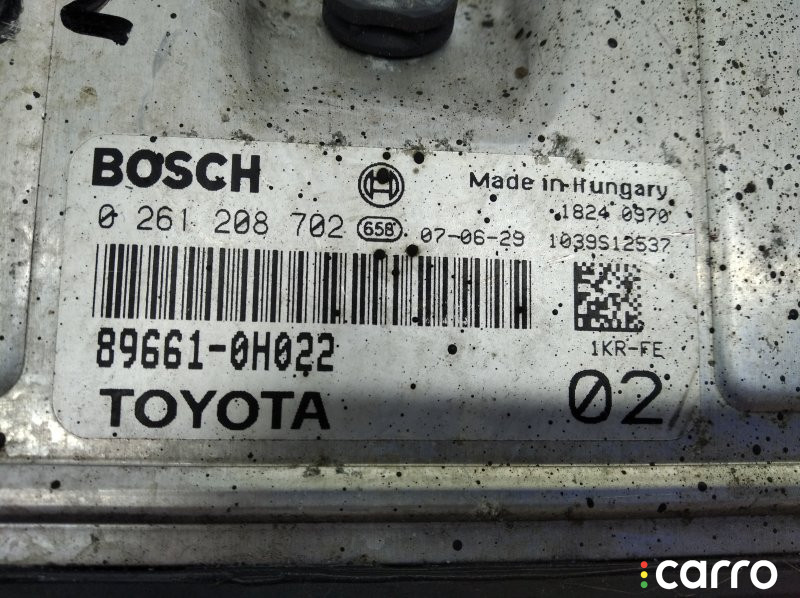 2
BOSCH
Made in Hungary
1824 0970
0 261 208 702 658 07-06-29 1039S12537
89661-0H022
1KR-FE
TOYOTA
02
carro